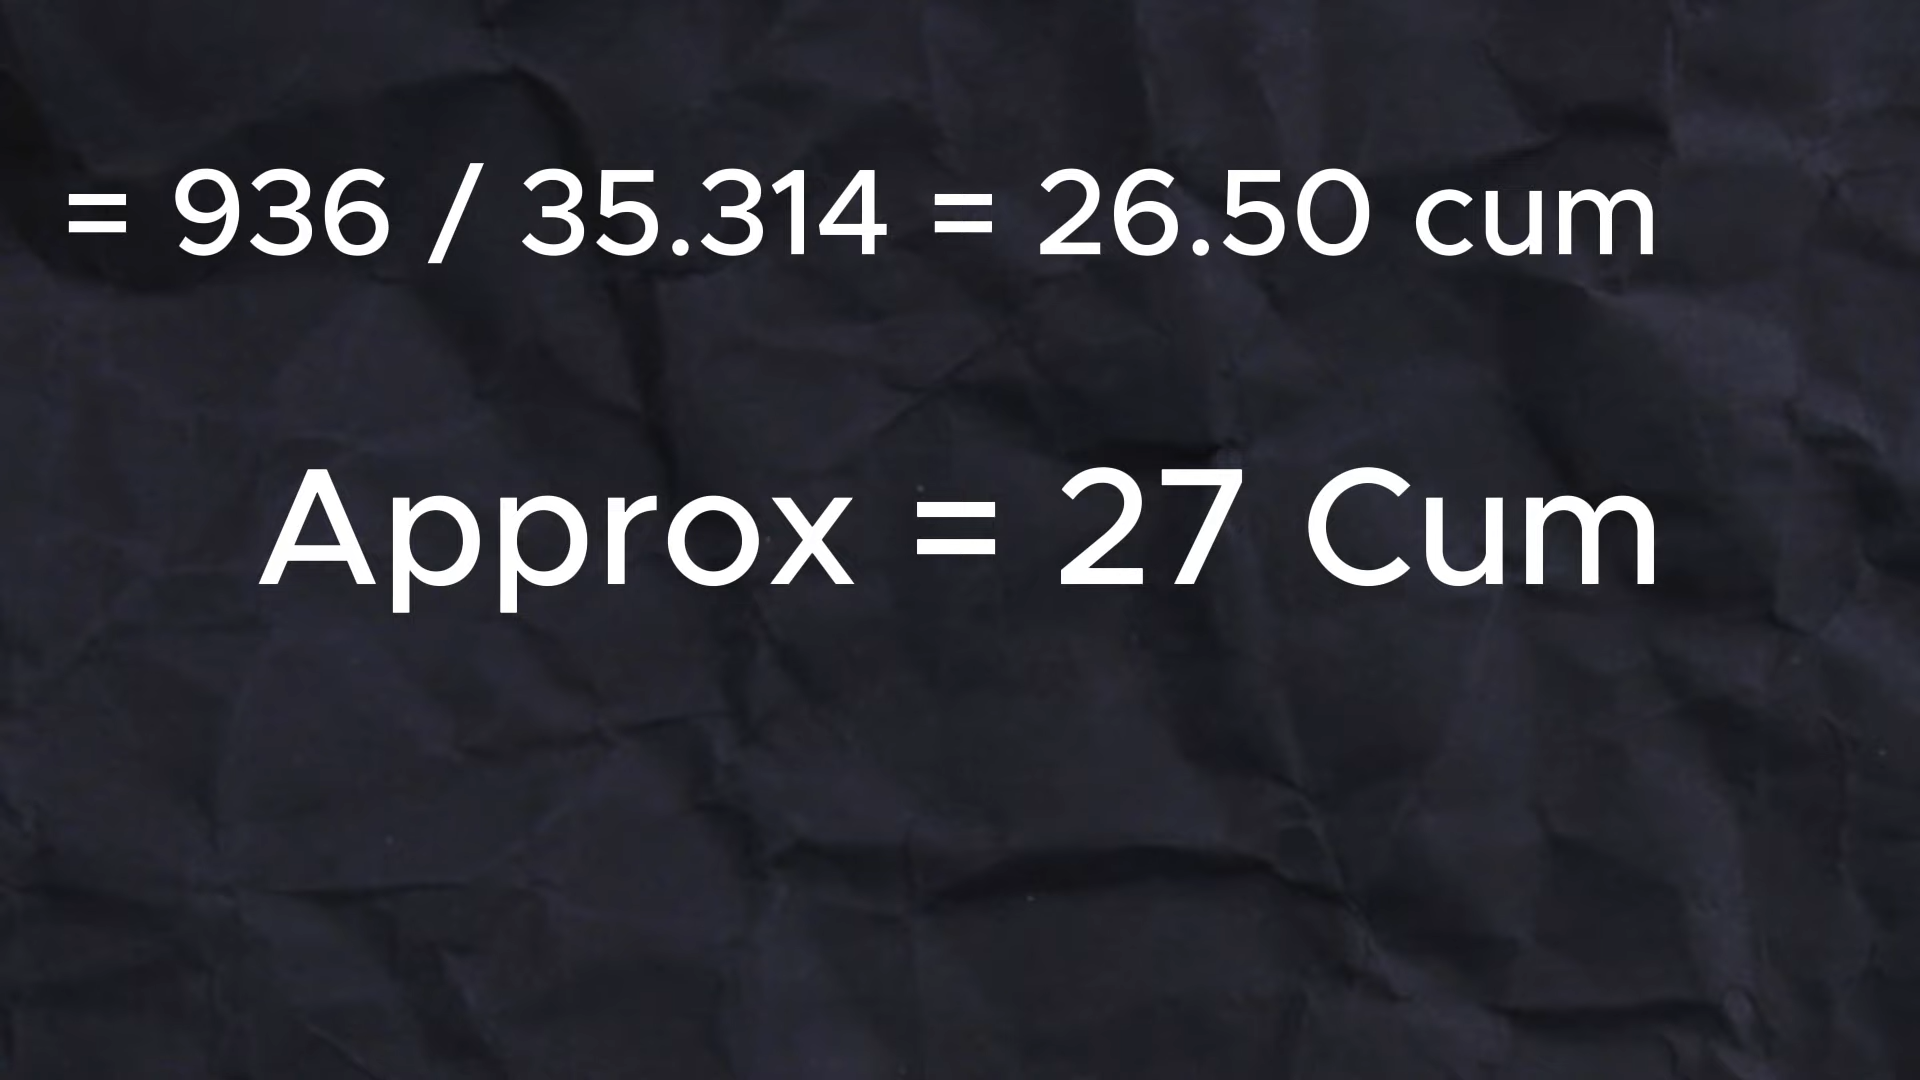 = 936 / 35.314 = 26.50 cum
Approx = 27 Cum